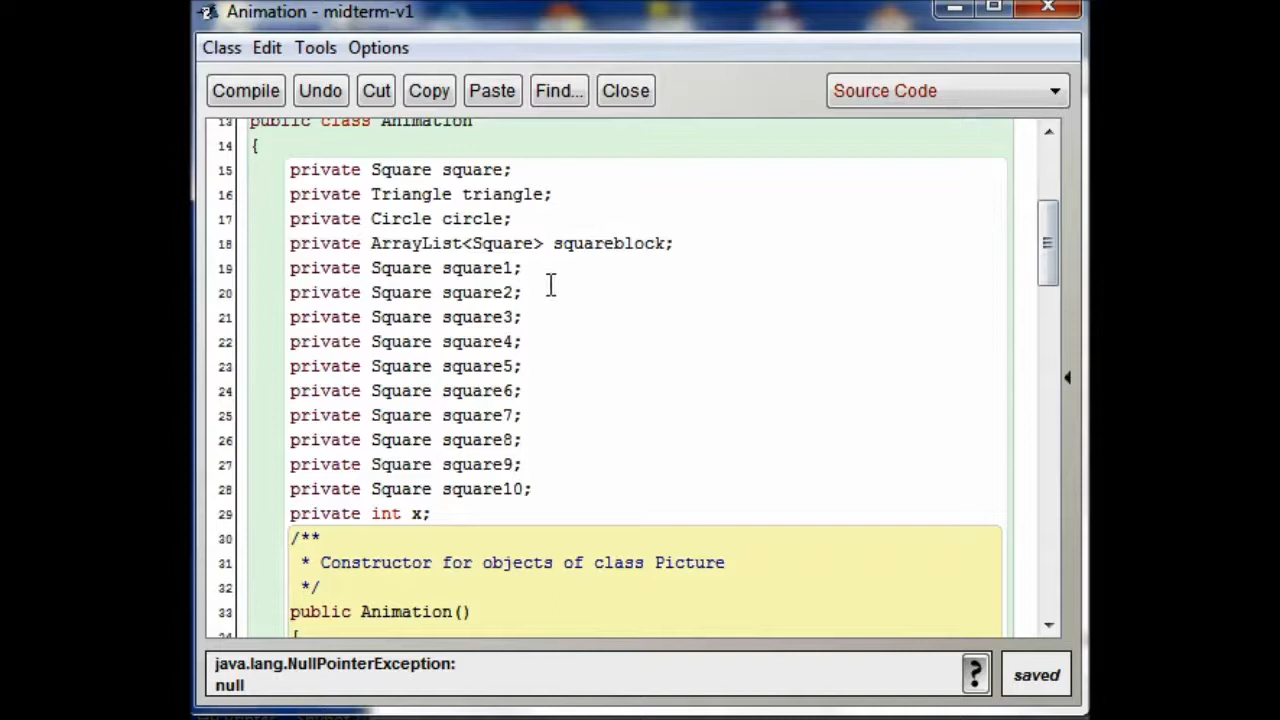 Animation - midterm-v1
Class Edit Tools Options
Compile Undo Cut Copy Paste Find... Close Source Code
13 public class Animation
14 {
15 private Square square;
16 private Triangle triangle;
17 private Circle circle;
18 private ArrayList<Square> squareblock;
19 private Square square1;
20 private Square square2;
21 private Square square3;
22 private Square square4;
23 private Square square5;
24 private Square square6;
25 private Square square7;
26 private Square square8;
27 private Square square9;
28 private Square square10;
29 private int x;
30 /**
31 * Constructor for objects of class Picture
32 */
33 public Animation()
34 {
java.lang.NullPointerException:
null
? saved